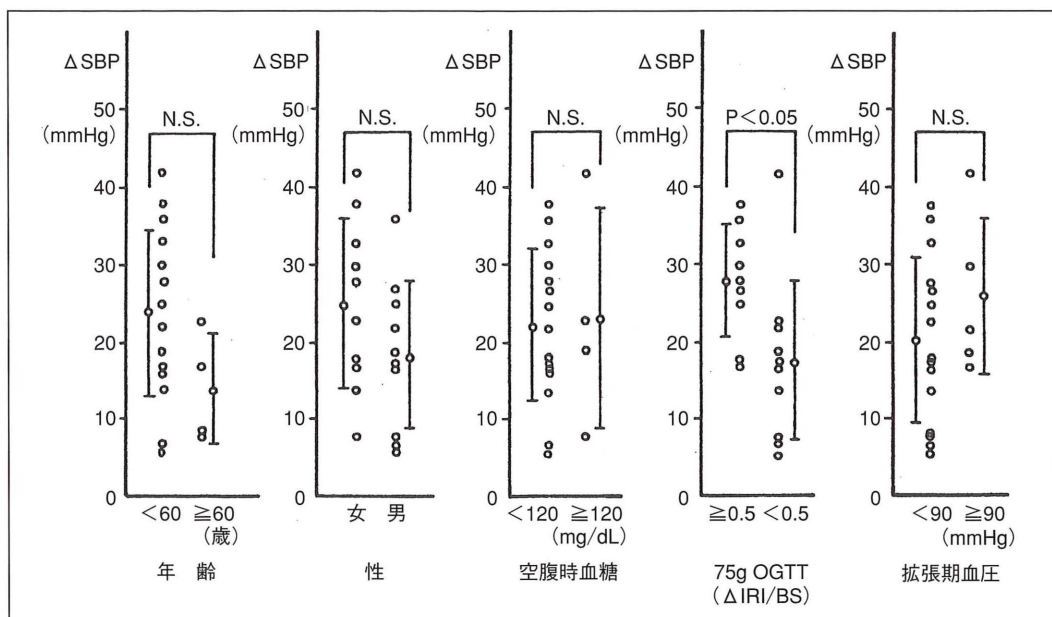 ΔSBP
50
(mmHg)
40
30
20
10
0
N.S.
<60 ≧60
(歳)
年 齢
ΔSBP
50
(mmHg)
40
30
20
10
0
N.S.
女 男
性
ΔSBP
50
(mmHg)
40
30
20
10
0
N.S.
<120 ≧120
(mg/dL)
空腹時血糖
ΔSBP
50
(mmHg)
40
30
20
10
0
P<0.05
≧0.5 <0.5
75g OGTT
(ΔIRI/BS)
ΔSBP
50
(mmHg)
40
30
20
10
0
N.S.
<90 ≧90
(mmHg)
拡張期血圧